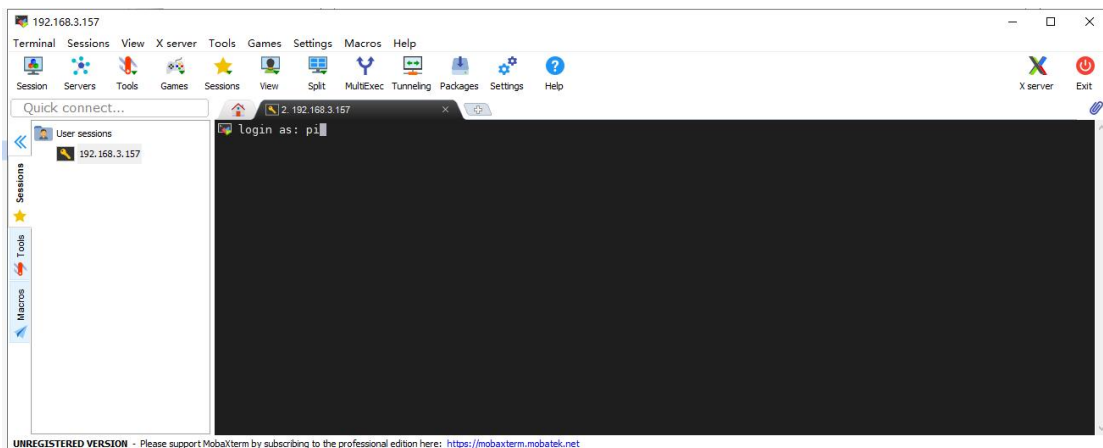 192.168.3.157
Terminal Sessions View X server Tools Games Settings Macros Help
Session Servers Tools Games Sessions View Split MultiExec Tunneling Packages Settings Help X server Exit
Quick connect...
2. 192.168.3.157
User sessions
192.168.3.157
Sessions
Tools
Macros
login as: pi
UNREGISTERED VERSION - Please support MobaXterm by subscribing to the professional edition here: https://mobaxterm.mobatek.net